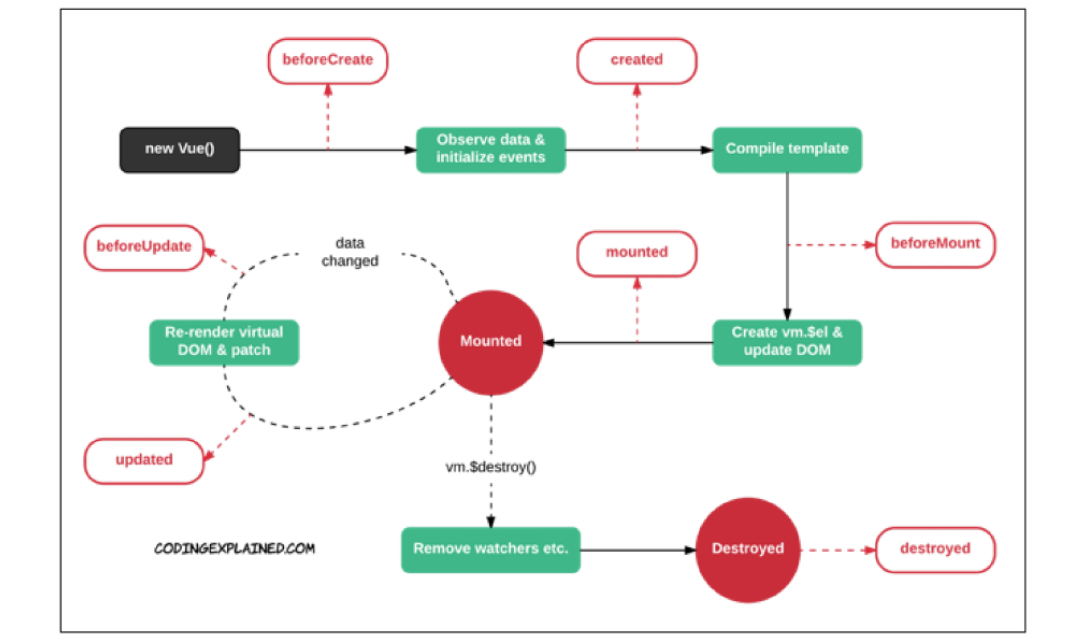 beforeCreate
created
new Vue()
Observe data &
initialize events
Compile template
beforeUpdate
data
changed
mounted
beforeMount
Re-render virtual
DOM & patch
Mounted
Create vm.$el &
update DOM
updated
vm.$destroy()
CODINGEXPLAINED.COM
Remove watchers etc.
Destroyed
destroyed